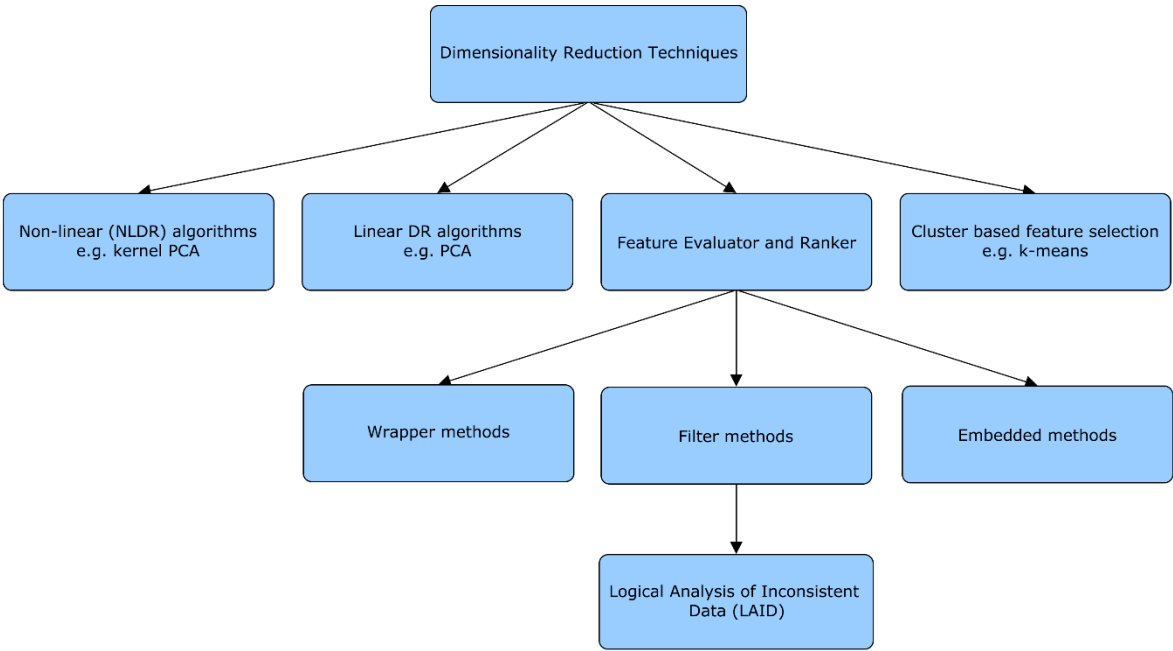 Dimensionality Reduction Techniques
Non-linear (NLDR) algorithms
e.g. kernel PCA
Linear DR algorithms
e.g. PCA
Feature Evaluator and Ranker
Cluster based feature selection
e.g. k-means
Wrapper methods
Filter methods
Embedded methods
Logical Analysis of Inconsistent
Data (LAID)